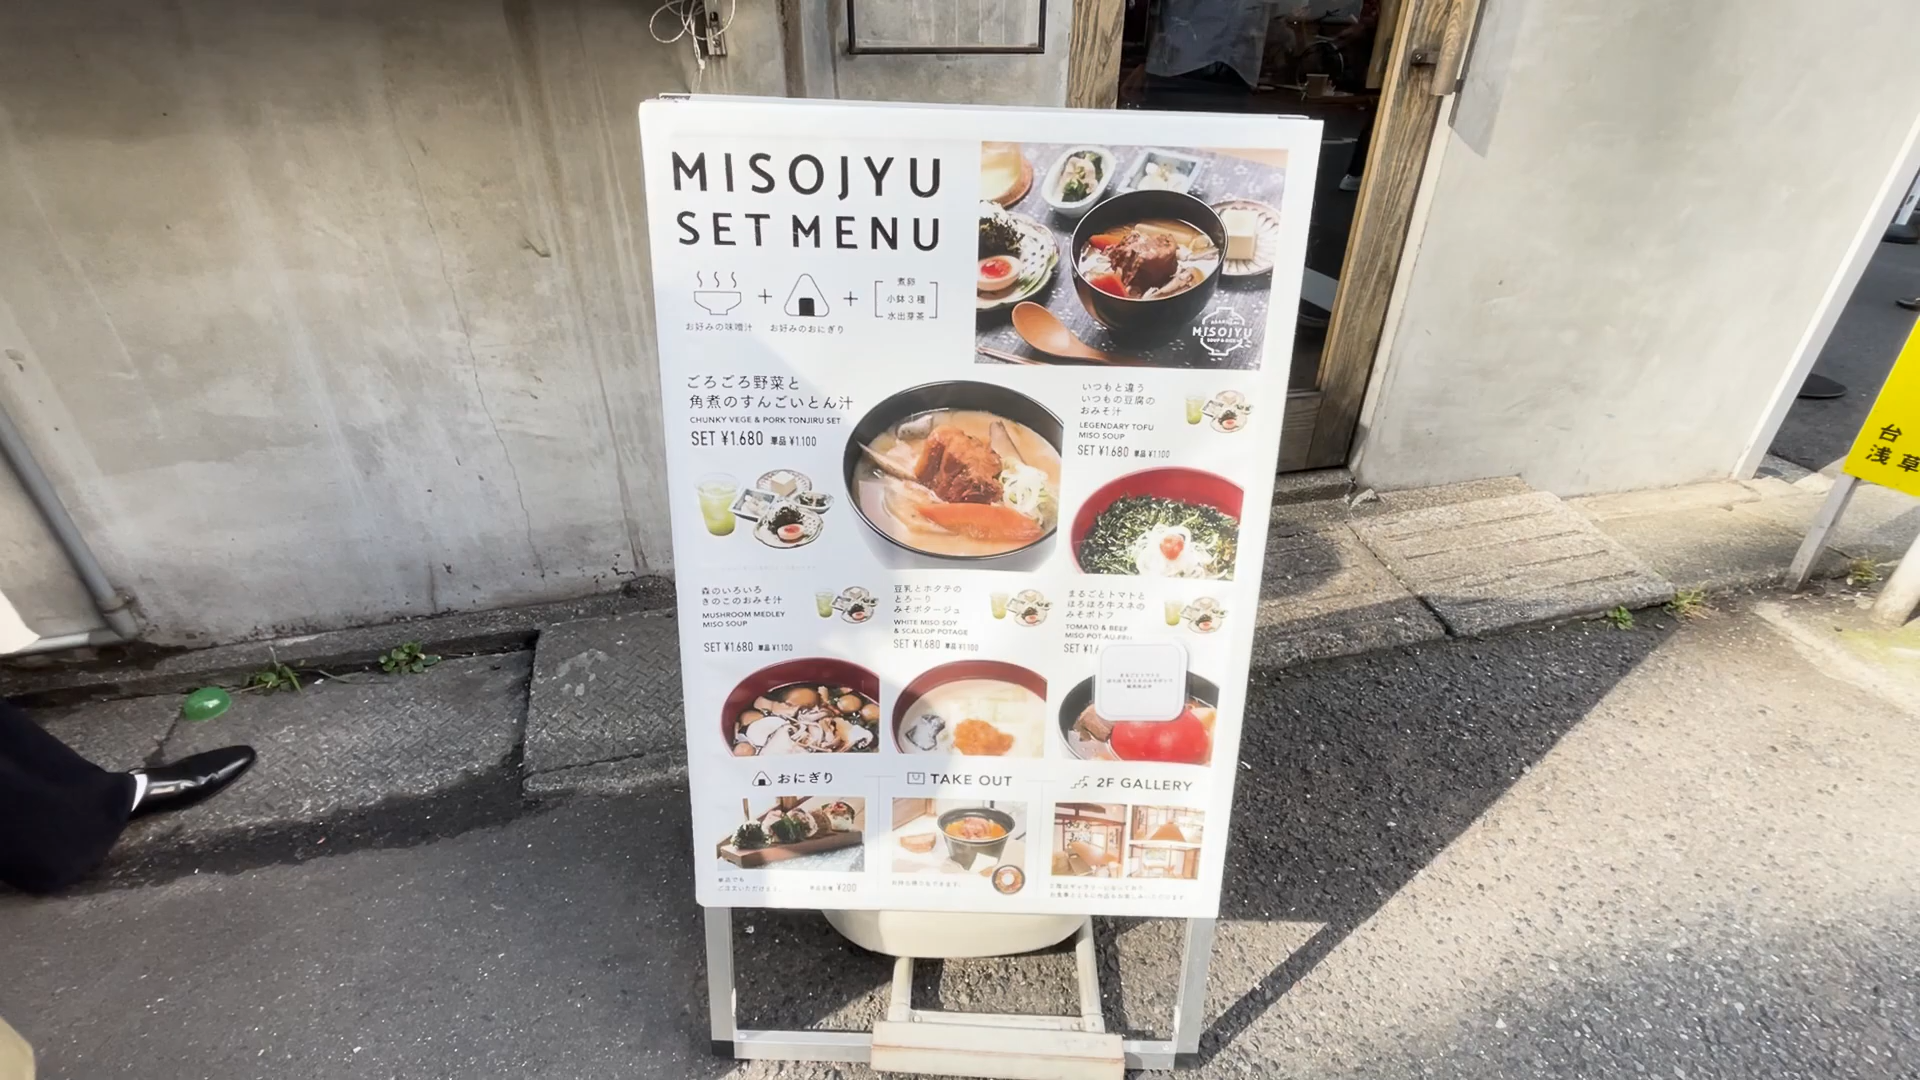 MISOJYU
SET MENU
お好みの味噌汁
お好みのおにぎり
煮卵
小鉢3種
水出芽茶
MISOJYU
ごろごろ野菜と
角煮のすんごいとん汁
CHUNKY VEGE & PORK TONJIRU SET
SET ¥1.680 単品 ¥1.100
いつもと違う
いつもの豆腐の
おみそ汁
LEGENDARY TOFU
MISO SOUP
SET ¥1.680 単品 ¥1.100
森のいろいろ
きのこのおみそ汁
MUSHROOM MEDLEY
MISO SOUP
SET ¥1.680 単品 ¥1.100
豆乳とホタテの
とろーり
みそポタージュ
WHITE MISO SOY
& SCALLOP POTAGE
SET ¥1.680 単品 ¥1.100
まるごとトマトと
ほろほろ牛スネの
みそポトフ
TOMATO & BEEF
MISO POT-AU-FEU
SET ¥1.
おにぎり
TAKE OUT
2F GALLERY
¥200
台
浅草